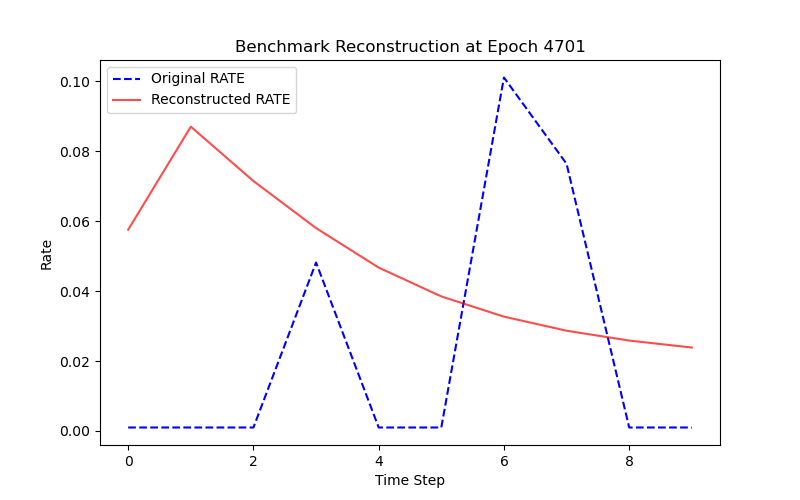 Benchmark Reconstruction at Epoch 4701
Original RATE
Reconstructed RATE
0.10
0.08
0.06
0.04
0.02
0.00
Rate
0 2 4 6 8
Time Step